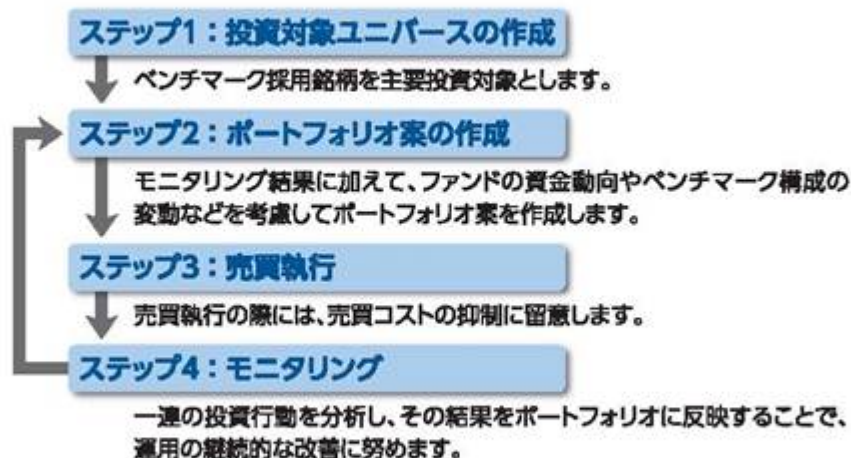 ステップ1：投資対象ユニバースの作成
ベンチマーク採用銘柄を主要投資対象とします。
ステップ2：ポートフォリオ案の作成
モニタリング結果に加えて、ファンドの資金動向やベンチマーク構成の
変動などを考慮してポートフォリオ案を作成します。
ステップ3：売買執行
売買執行の際には、売買コストの抑制に留意します。
ステップ4：モニタリング
一連の投資行動を分析し、その結果をポートフォリオに反映することで、
運用の継続的な改善に努めます。